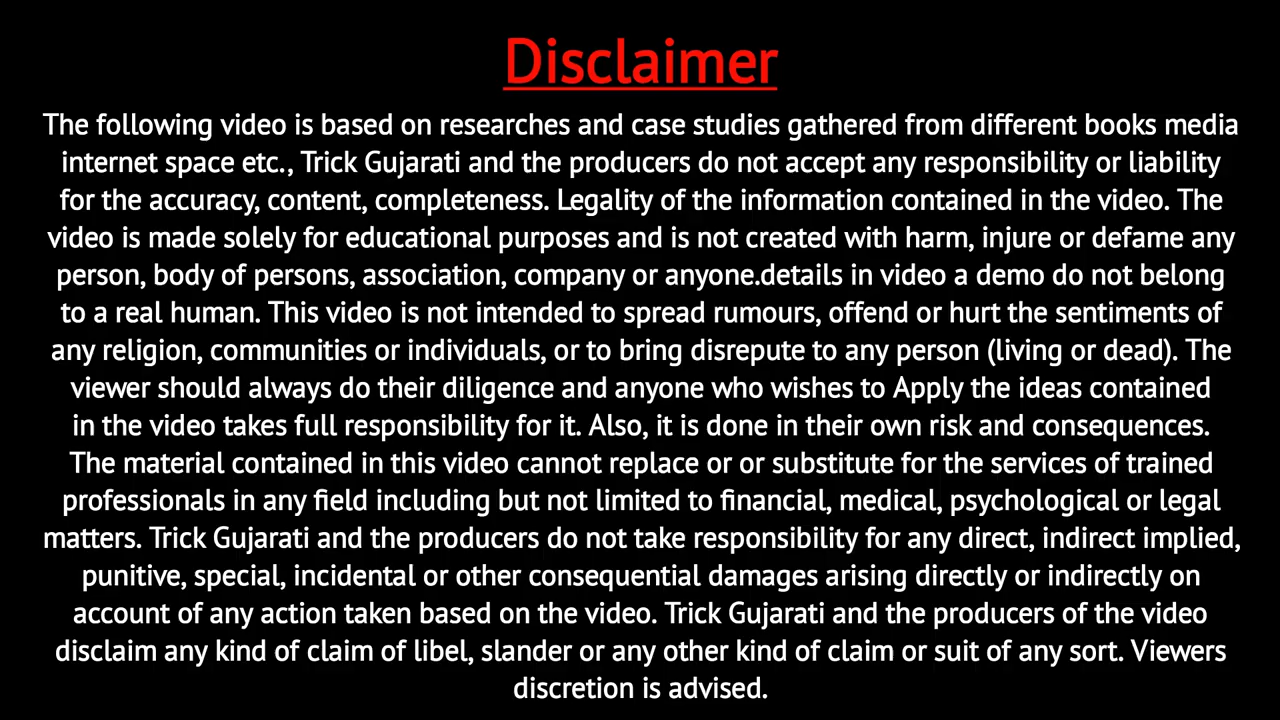 Disclaimer
The following video is based on researches and case studies gathered from different books media
internet space etc., Trick Gujarati and the producers do not accept any responsibility or liability
for the accuracy, content, completeness. Legality of the information contained in the video. The
video is made solely for educational purposes and is not created with harm, injure or defame any
person, body of persons, association, company or anyone.details in video a demo do not belong
to a real human. This video is not intended to spread rumours, offend or hurt the sentiments of
any religion, communities or individuals, or to bring disrepute to any person (living or dead). The
viewer should always do their diligence and anyone who wishes to Apply the ideas contained
in the video takes full responsibility for it. Also, it is done in their own risk and consequences.
The material contained in this video cannot replace or or substitute for the services of trained
professionals in any field including but not limited to financial, medical, psychological or legal
matters. Trick Gujarati and the producers do not take responsibility for any direct, indirect implied,
punitive, special, incidental or other consequential damages arising directly or indirectly on
account of any action taken based on the video. Trick Gujarati and the producers of the video
disclaim any kind of claim of libel, slander or any other kind of claim or suit of any sort. Viewers
discretion is advised.